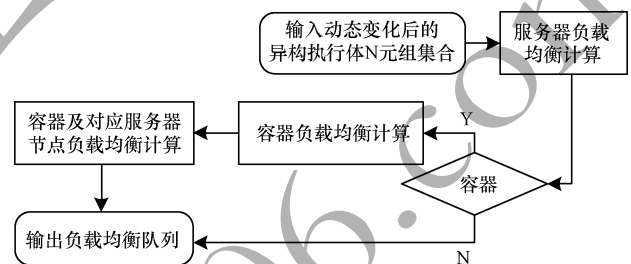 输入动态变化后的
异构执行体N元组集合
服务器负载
均衡计算
容器及对应服务器
节点负载均衡计算
容器负载均衡计算
Y
容器
输出负载均衡队列
N